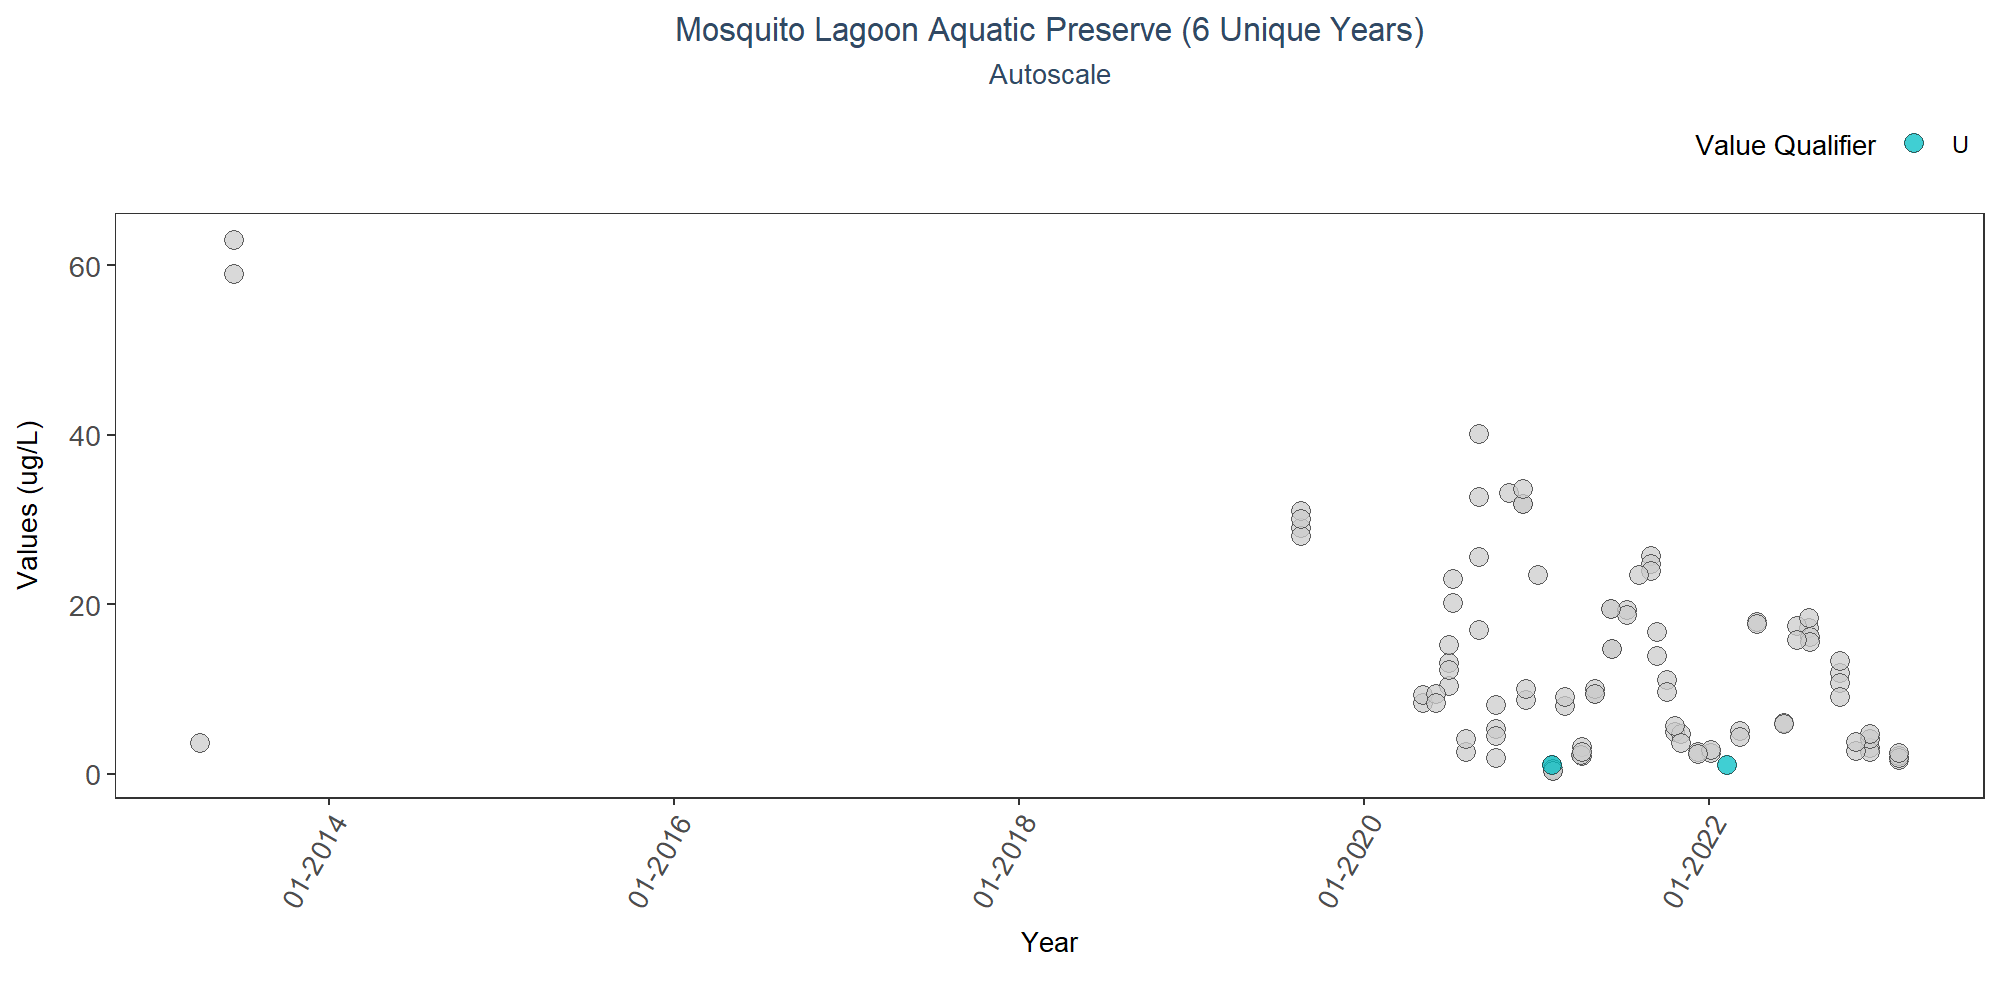 Mosquito Lagoon Aquatic Preserve (6 Unique Years)
Autoscale
Value Qualifier U
Values (ug/L)
60
40
20
0
01-2014
01-2016
01-2018
01-2020
01-2022
Year